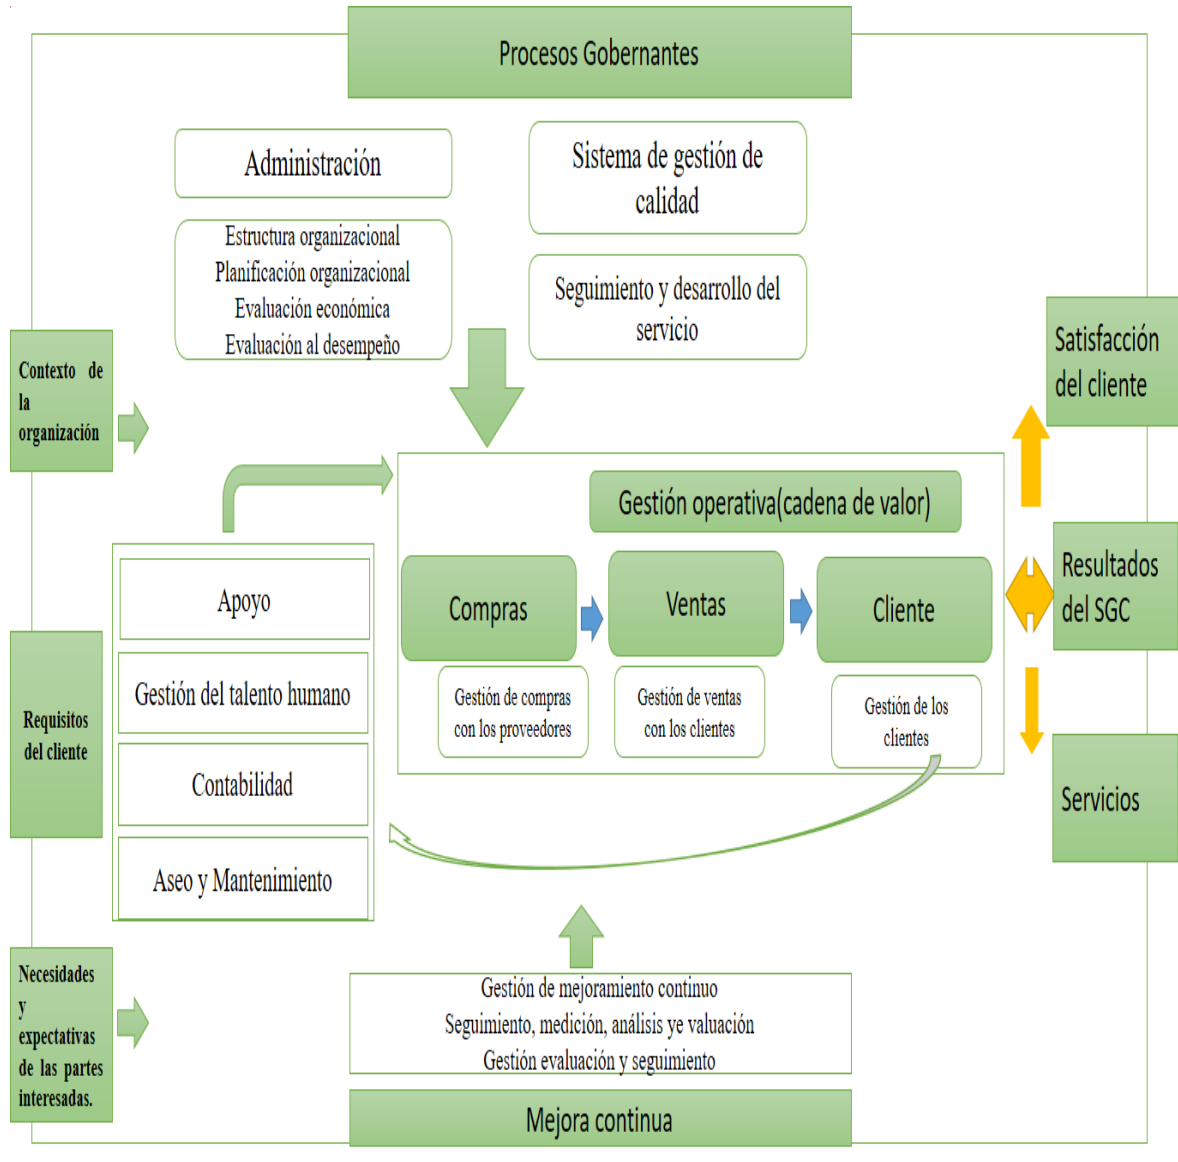 Procesos Gobernantes
Administración
Sistema de gestión de
calidad
Estructura organizacional
Planificación organizacional
Evaluación económica
Evaluación al desempeño
Seguimiento y desarrollo del
servicio
Contexto de
la
organización
Satisfacción
del cliente
Gestión operativa(cadena de valor)
Compras
Ventas
Cliente
Resultados
del SGC
Gestión de compras
con los proveedores
Gestión de ventas
con los clientes
Gestión de los
clientes
Apoyo
Gestión del talento humano
Contabilidad
Aseo y Mantenimiento
Requisitos
del cliente
Servicios
Necesidades
y
expectativas
de las partes
interesadas.
Gestión de mejoramiento continuo
Seguimiento, medición, análisis ye valuación
Gestión evaluación y seguimiento
Mejora continua